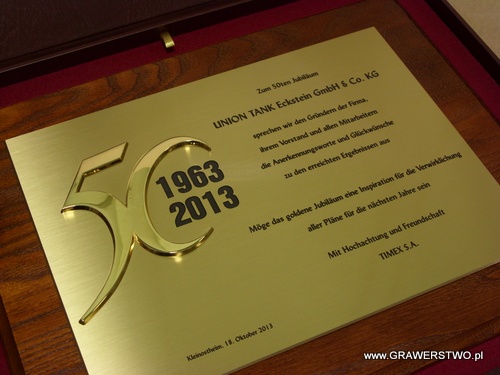 Zum 50ten Jubiläum
UNION TANK Eckstein GmbH & Co. KG
sprechen wir den Gründern der Firma,
ihrem Vorstand und allen Mitarbeitern
die Anerkennungsworte und Glückwünsche
zu den erreichten Ergebnissen aus
50
1963
2013
Möge das goldene Jubiläum eine Inspiration für die Verwirklichung
aller Pläne für die nächsten Jahre sein
Mit Hochachtung und Freundschaft
TIMEX S.A.
Kleinostheim, 18. Oktober 2013
www.GRAWERSTWO.pl